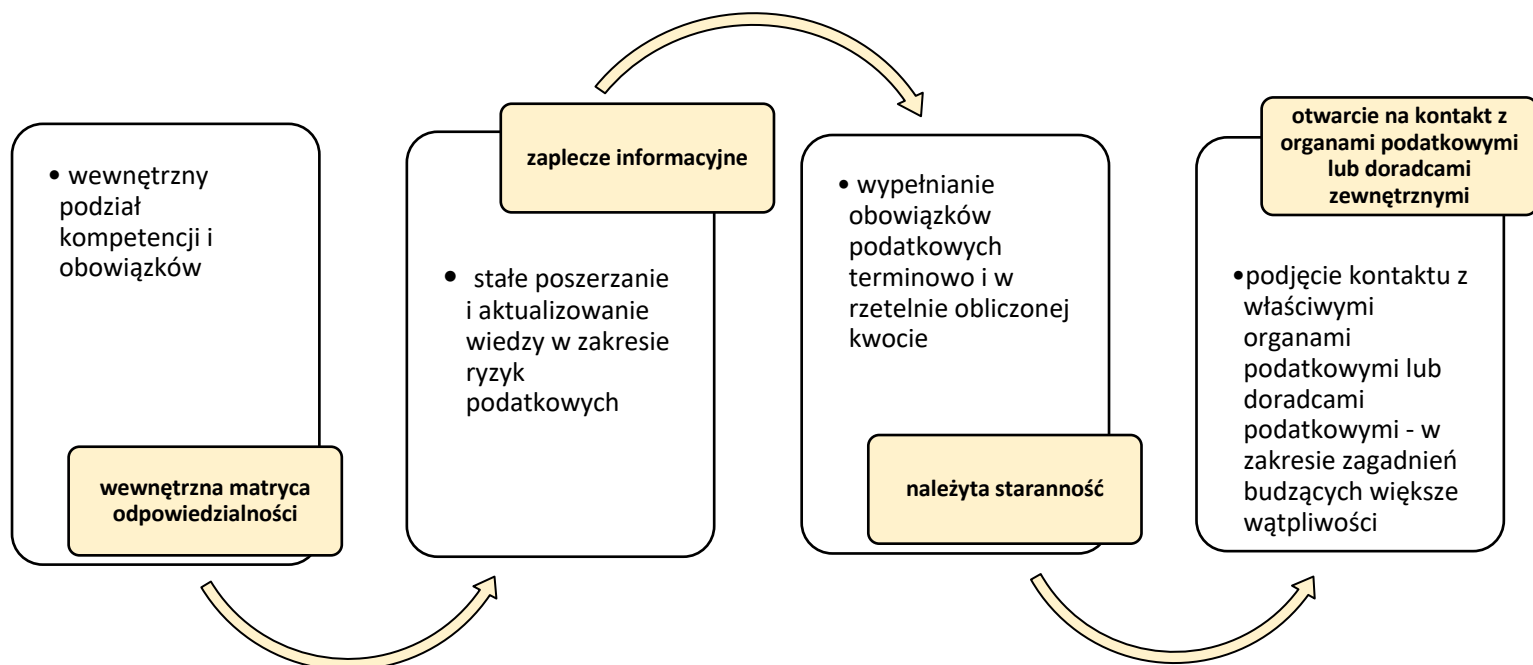 • wewnętrzny
podział
kompetencji i
obowiązków
wewnętrzna matryca
odpowiedzialności
zaplecze informacyjne
• stałe poszerzanie
i aktualizowanie
wiedzy w zakresie
ryzyk
podatkowych
• wypełnianie
obowiązków
podatkowych
terminowo i w
rzetelnie obliczonej
kwocie
należyta staranność
otwarcie na kontakt z
organami podatkowymi
lub doradcami
zewnętrznymi
•podjęcie kontaktu z
właściwymi
organami
podatkowymi lub
doradcami
podatkowymi - w
zakresie zagadnień
budzących większe
wątpliwości